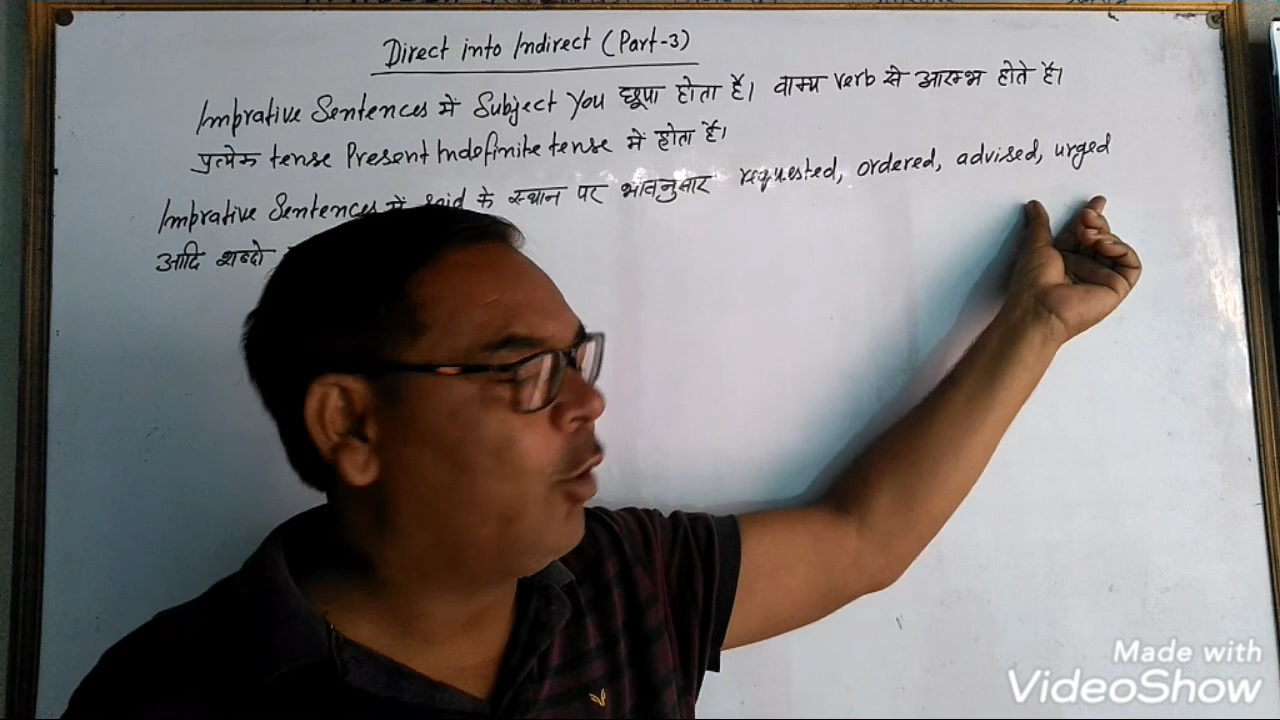 Direct into Indirect (Part-3)
Imprative Sentences में Subject You छूपा होता है। वाक्य verb से आरम्भ होते हैं।
प्रत्येक tense Present Indefinite tense में होता है।
Imprative Sentences में Said के स्थान पर भावनुसार requested, ordered, advised, urged
आदि शब्दो
Made with
VideoShow